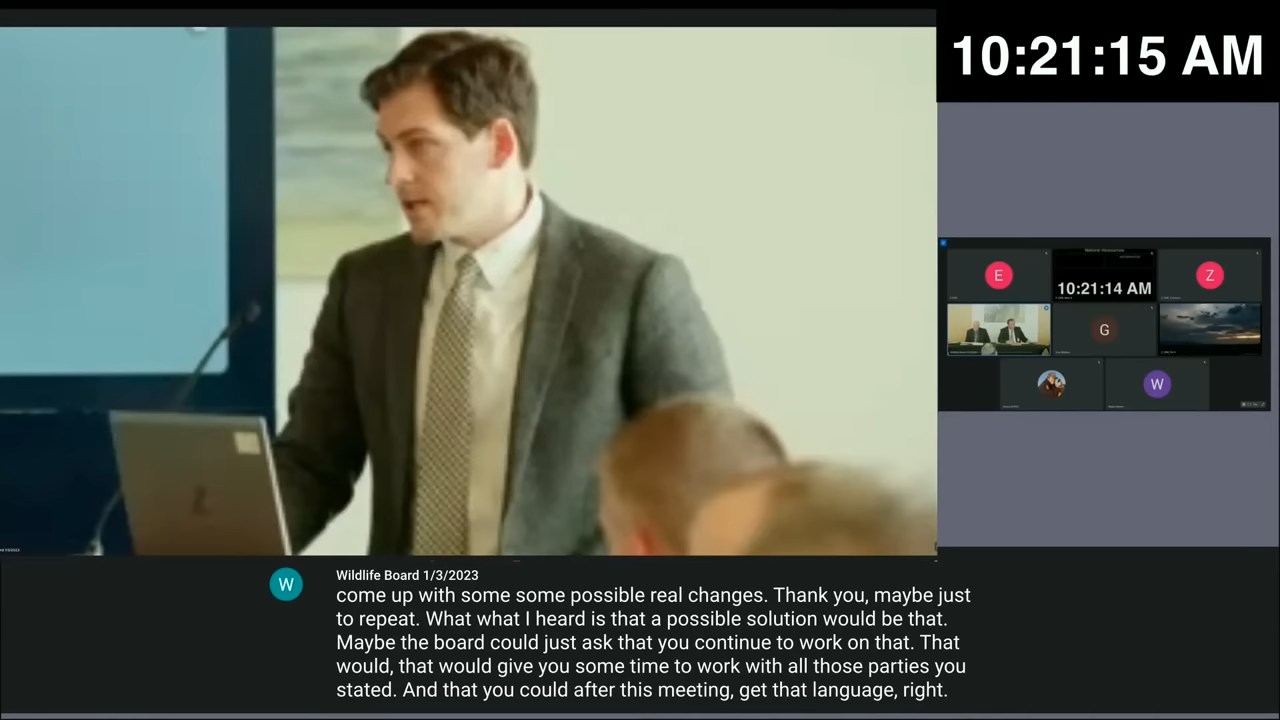 10:21:15 AM
E
10:21:14 AM
Z
G
W
W
Wildlife Board 1/3/2023
come up with some some possible real changes. Thank you, maybe just
to repeat. What what I heard is that a possible solution would be that.
Maybe the board could just ask that you continue to work on that. That
would, that would give you some time to work with all those parties you
stated. And that you could after this meeting, get that language, right.